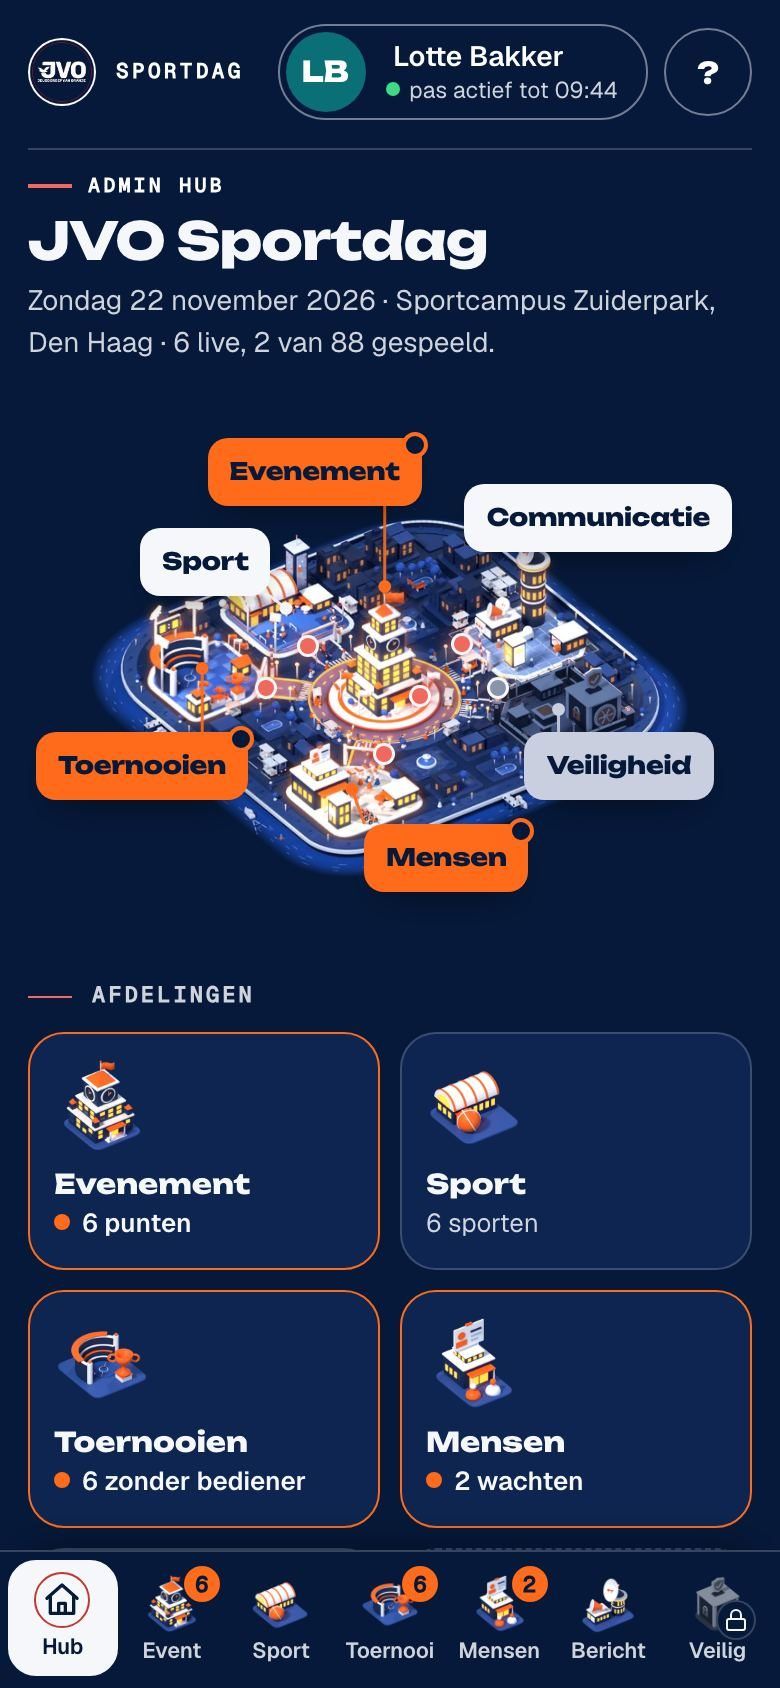 JVO
SPORTDAG
LB
Lotte Bakker
pas actief tot 09:44
?
ADMIN HUB
JVO Sportdag
Zondag 22 november 2026 · Sportcampus Zuiderpark,
Den Haag · 6 live, 2 van 88 gespeeld.
Evenement
Communicatie
Sport
Toernooien
Veiligheid
Mensen
AFDELINGEN
Evenement
6 punten
Sport
6 sporten
Toernooien
6 zonder bediener
Mensen
2 wachten
6
6
2
Hub
Event
Sport
Toernooi
Mensen
Bericht
Veilig